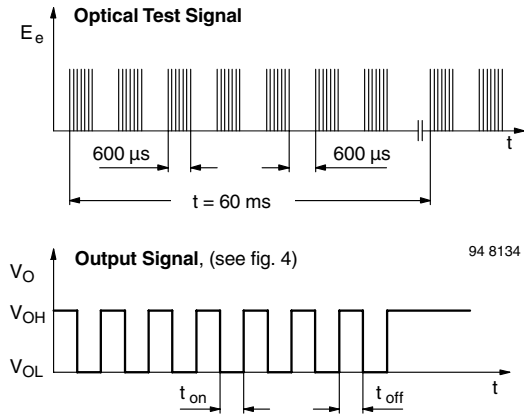 Optical Test Signal
E e
t
600 µs
600 µs
t = 60 ms
Output Signal, (see fig. 4)
94 8134
V O
V OH
V OL
t
t on
t off